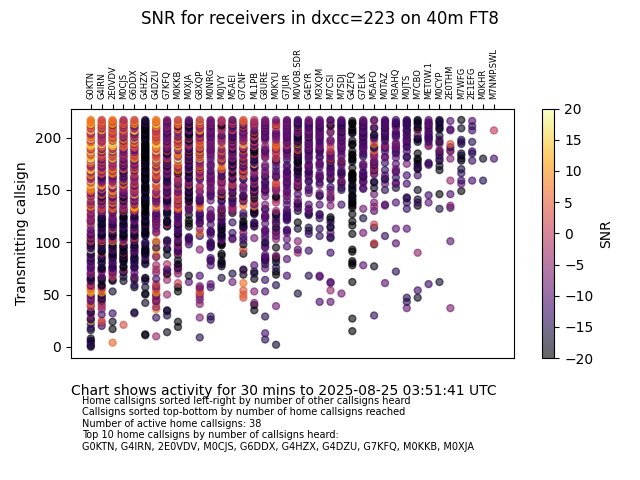 SNR for receivers in dxcc=223 on 40m FT8
G0KTN G4IRN 2E0VDV M0CJS G6DDX G4HZX G4DZU G7KFQ M0KKB M0XJA G8XQP M0NRG M0JVY M5AEI G7CNF ML1PB G8URE M0KYU G7JUR M0VOB.SDR G4EYR M3XOM M7CSI M7SDJ G4ZFQ G7ELK M5AFO M0TAZ M3AHQ M0JTS M7CBO MET0W.1 M0CYP 2E0THM M7WFG 2E1EFG M0KHR M7NMP.SWL
200
150
100
50
0
Transmitting callsign
20
15
10
5
0
−5
−10
−15
−20
SNR
Chart shows activity for 30 mins to 2025-08-25 03:51:41 UTC
Home callsigns sorted left-right by number of other callsigns heard
Callsigns sorted top-bottom by number of home callsigns reached
Number of active home callsigns: 38
Top 10 home callsigns by number of callsigns heard:
G0KTN, G4IRN, 2E0VDV, M0CJS, G6DDX, G4HZX, G4DZU, G7KFQ, M0KKB, M0XJA